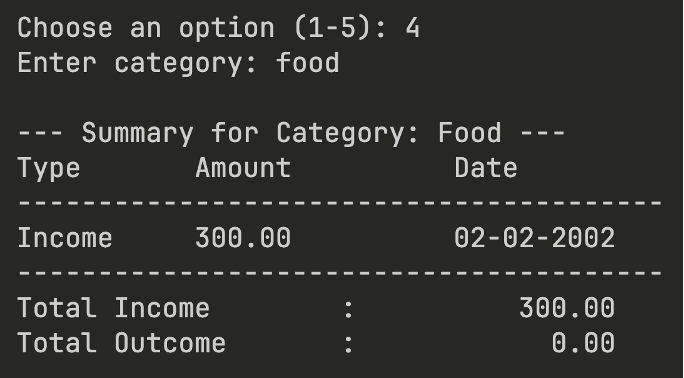 Choose an option (1-5): 4
Enter category: food
--- Summary for Category: Food ---
Type Amount Date
----------------------------------------
Income 300.00 02-02-2002
----------------------------------------
Total Income : 300.00
Total Outcome : 0.00